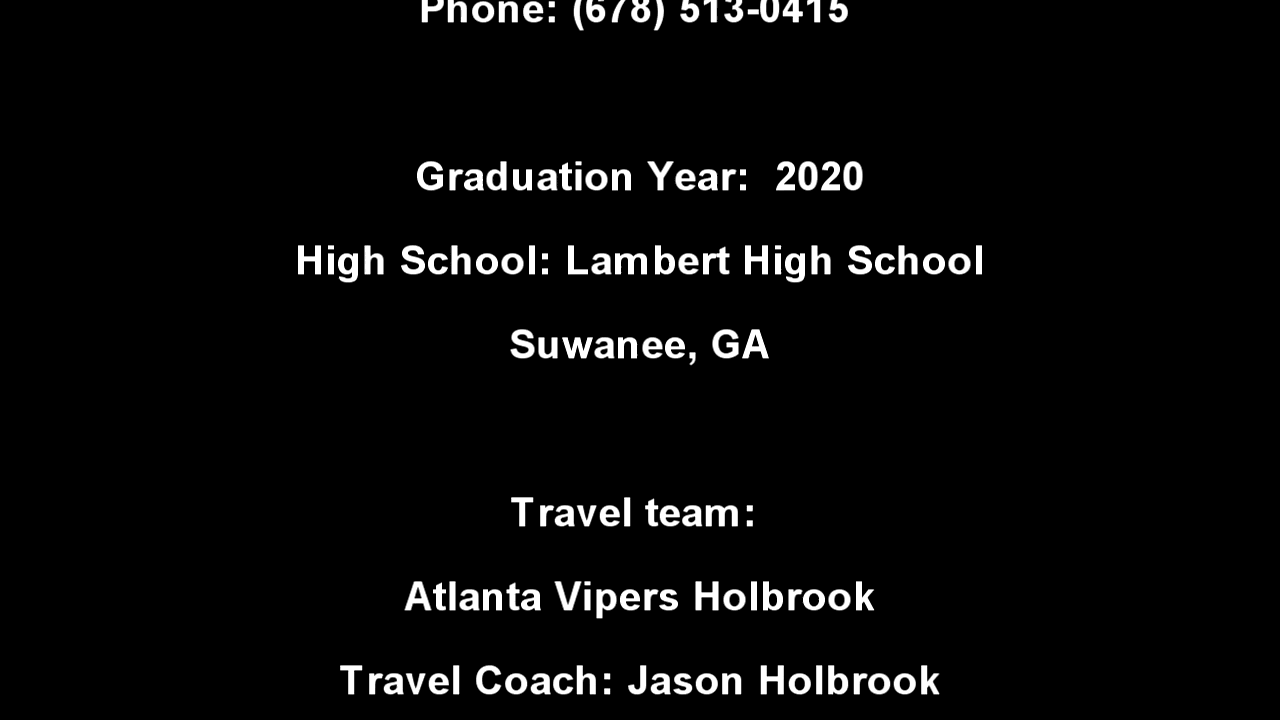 Phone: (678) 513-0415
Graduation Year:  2020
High School: Lambert High School
Suwanee, GA
Travel team:
Atlanta Vipers Holbrook
Travel Coach: Jason Holbrook